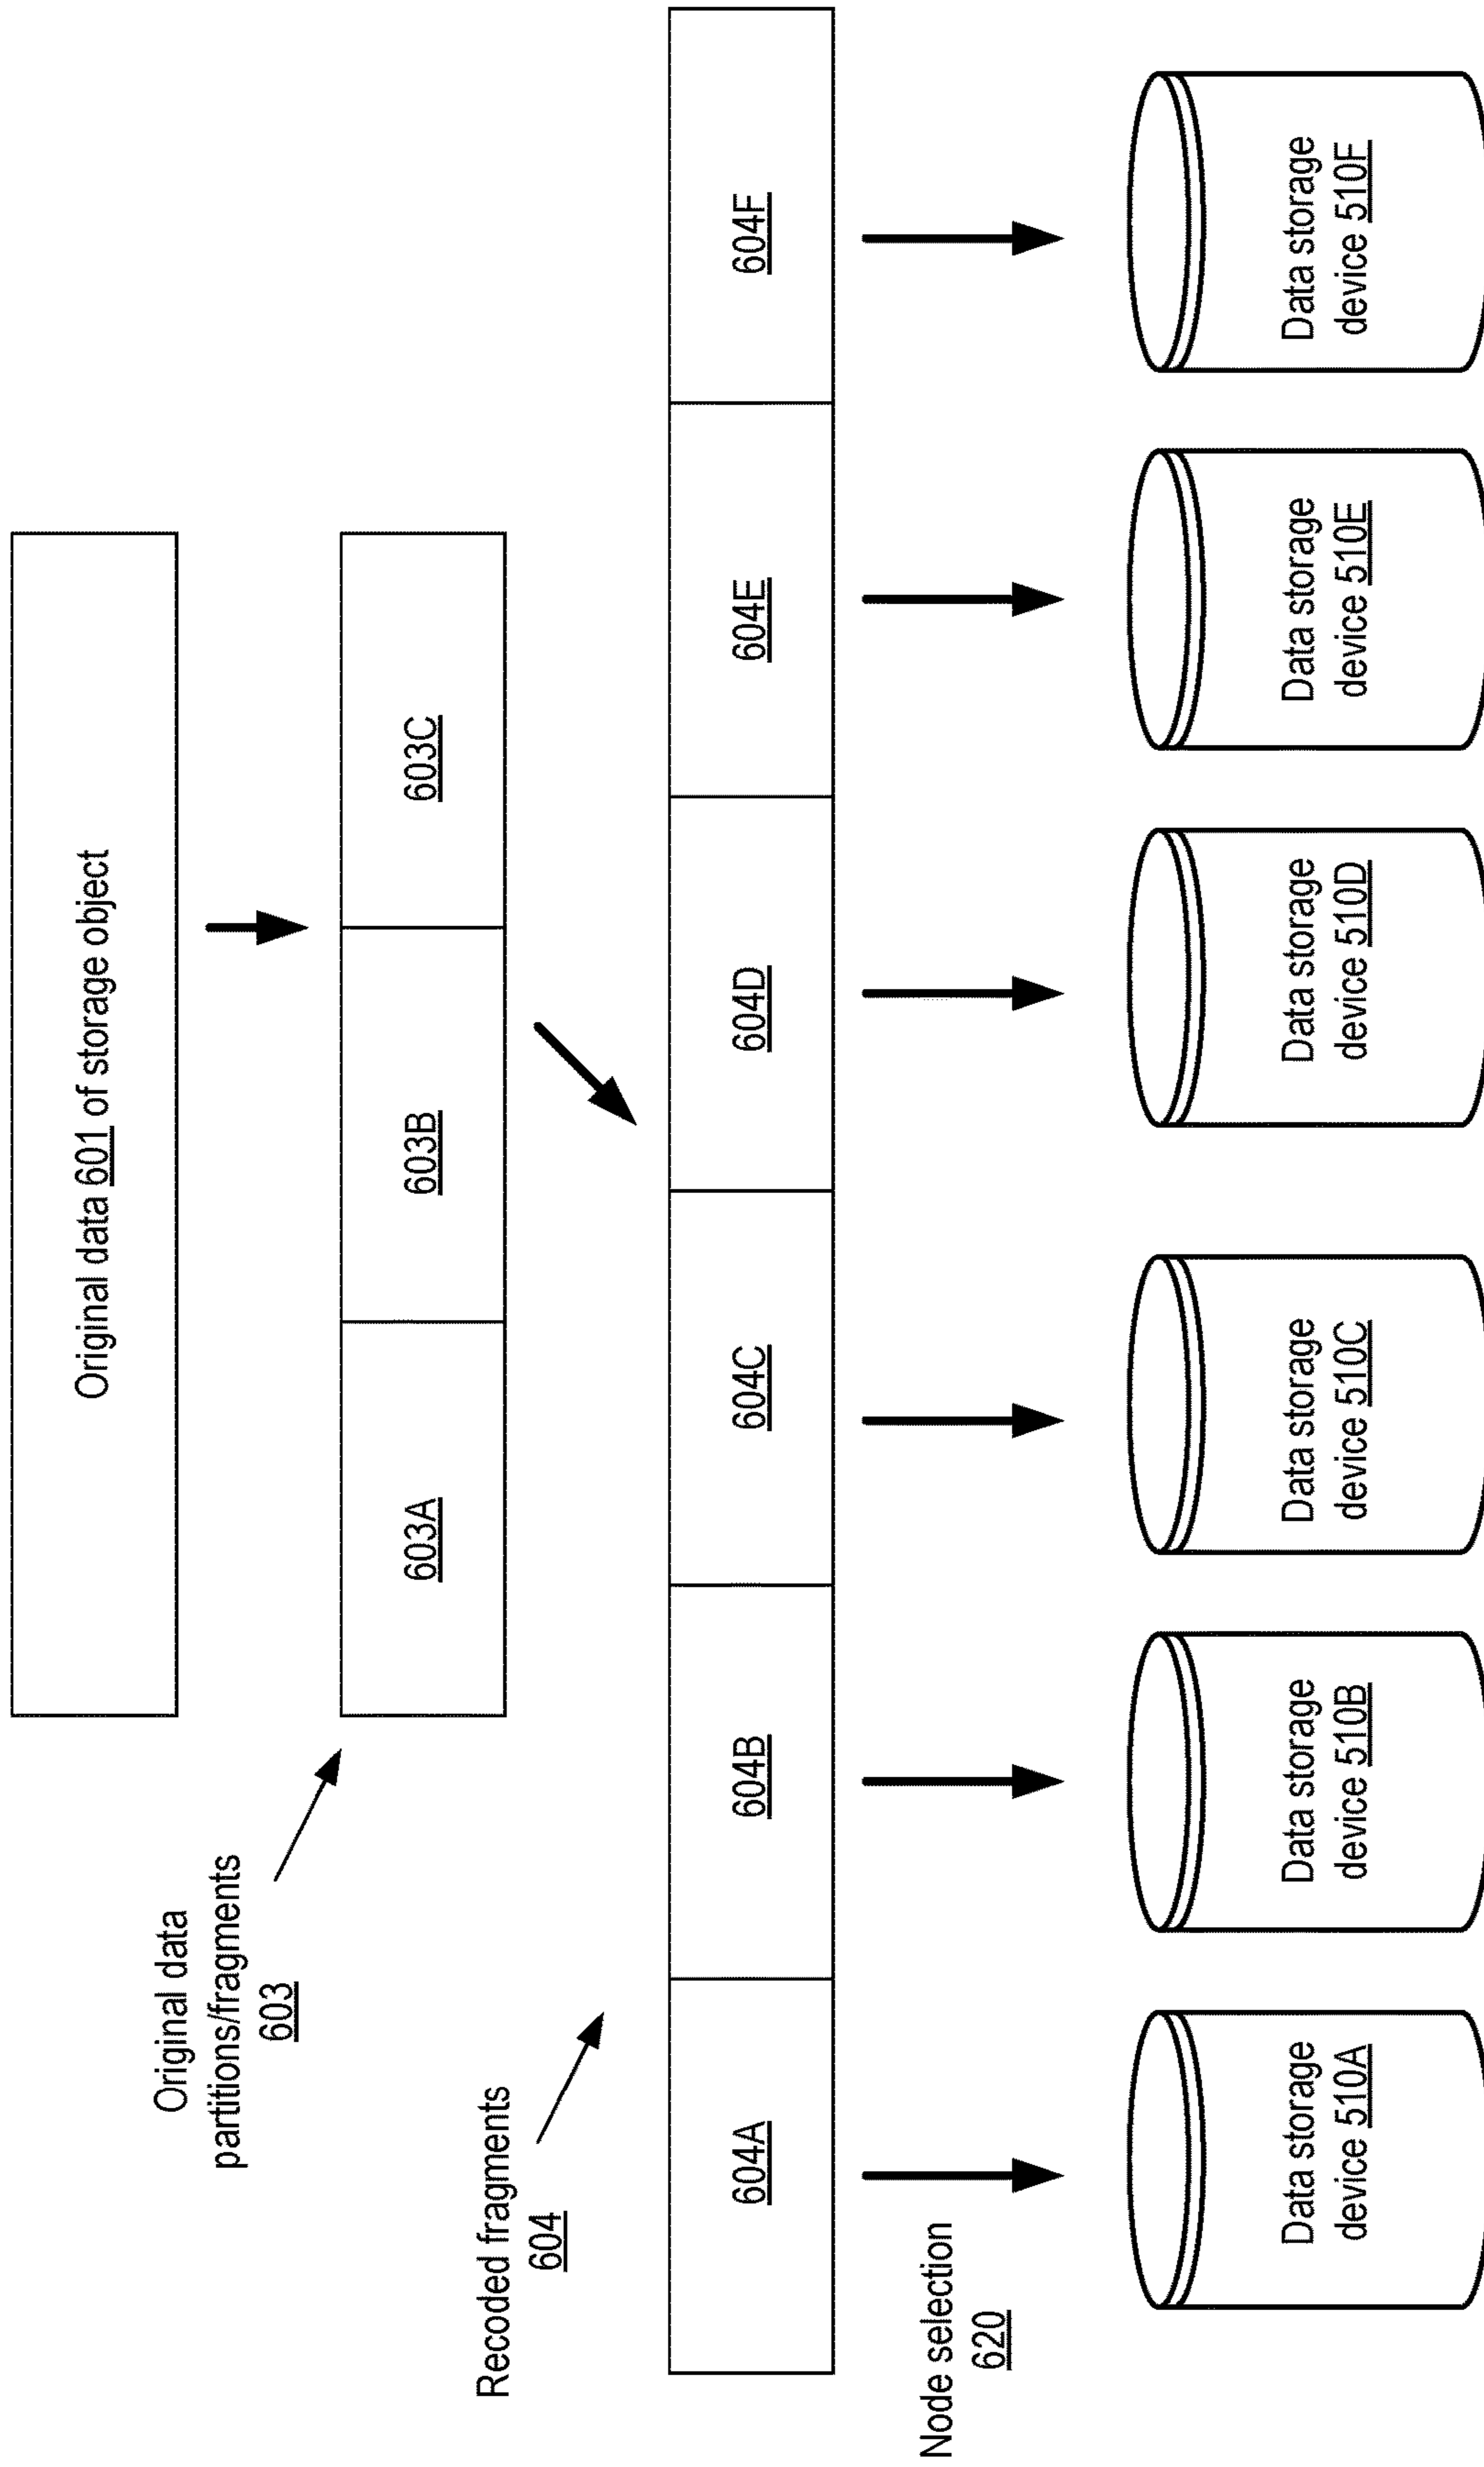 Original data 601 of storage object
Original data
partitions/fragments
603
603A
603B
603C
Recoded fragments
604
604A
604B
604C
604D
604E
604F
Node selection
620
Data storage
device 510A
Data storage
device 510B
Data storage
device 510C
Data storage
device 510D
Data storage
device 510E
Data storage
device 510F